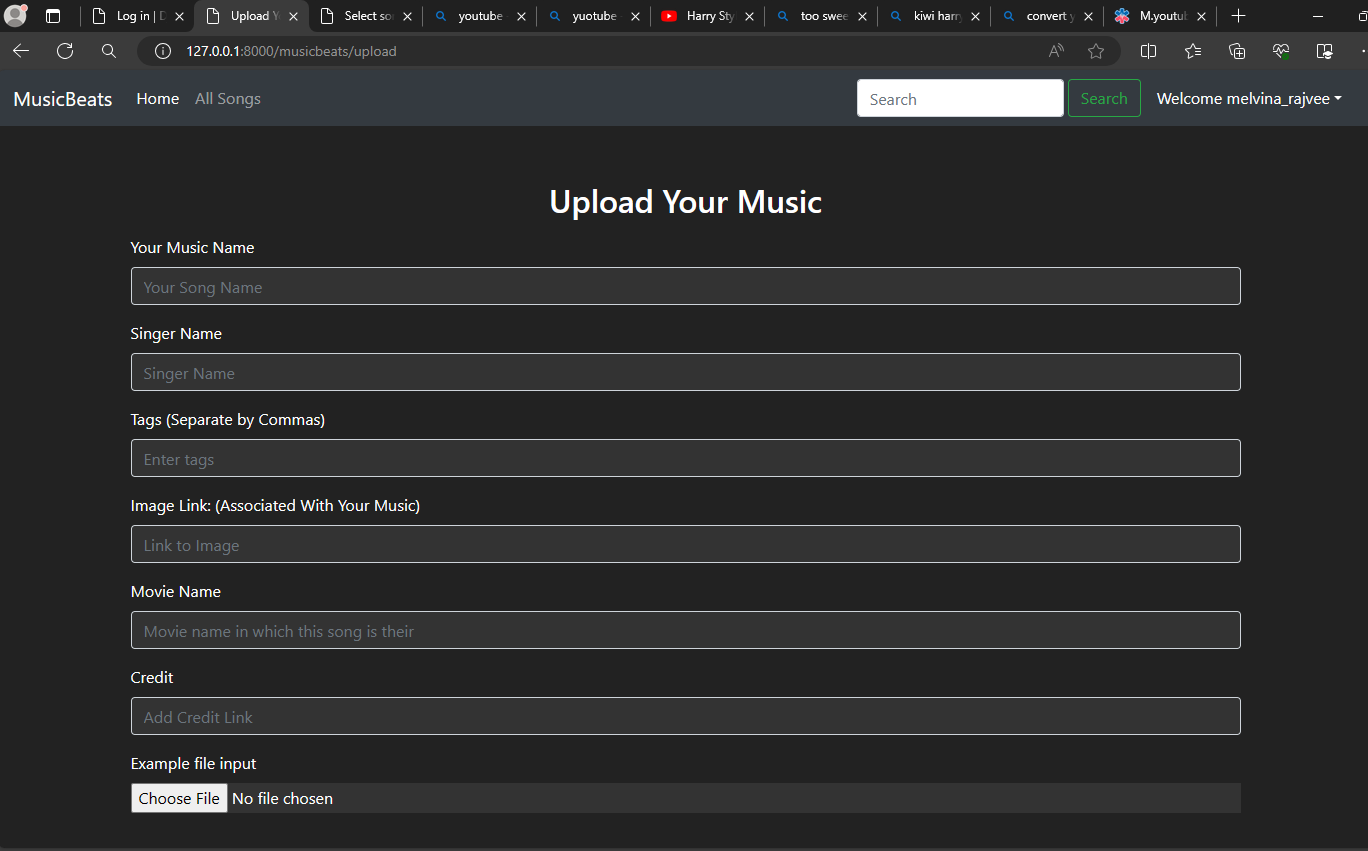 Log in | D
Upload Y
Select so
youtube
yuotube
Harry Sty
too swee
kiwi harry
convert y
M.youtub
127.0.0.1:8000/musicbeats/upload
MusicBeats Home All Songs Search Search Welcome melvina_rajvee
Upload Your Music
Your Music Name
Your Song Name
Singer Name
Singer Name
Tags (Separate by Commas)
Enter tags
Image Link: (Associated With Your Music)
Link to Image
Movie Name
Movie name in which this song is their
Credit
Add Credit Link
Example file input
Choose File No file chosen